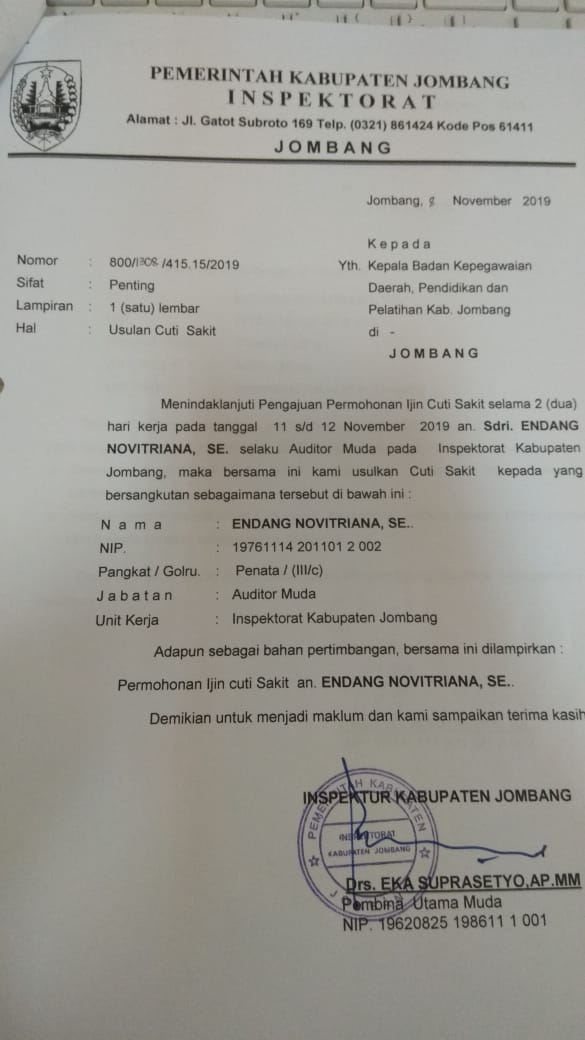 PEMERINTAH KABUPATEN JOMBANG
INSPEKTORAT
Alamat : Jl. Gatot Subroto 169 Telp. (0321) 861424 Kode Pos 61411
JOMBANG
Jombang, 8 November 2019
Kepada
Nomor : 800/1308/415.15/2019
Yth. Kepala Badan Kepegawaian
Sifat : Penting
Daerah, Pendidikan dan
Lampiran : 1 (satu) lembar
Pelatihan Kab. Jombang
Hal : Usulan Cuti Sakit
di -
JOMBANG
Menindaklanjuti Pengajuan Permohonan Ijin Cuti Sakit selama 2 (dua)
hari kerja pada tanggal 11 s/d 12 November 2019 an. Sdri. ENDANG
NOVITRIANA, SE. selaku Auditor Muda pada Inspektorat Kabupaten
Jombang, maka bersama ini kami usulkan Cuti Sakit kepada yang
bersangkutan sebagaimana tersebut di bawah ini :
N a m a : ENDANG NOVITRIANA, SE..
NIP. : 19761114 201101 2 002
Pangkat / Golru. : Penata / (III/c)
Jabatan : Auditor Muda
Unit Kerja : Inspektorat Kabupaten Jombang
Adapun sebagai bahan pertimbangan, bersama ini dilampirkan :
Permohonan Ijin cuti Sakit an. ENDANG NOVITRIANA, SE..
Demikian untuk menjadi maklum dan kami sampaikan terima kasih
INSPEKTUR KABUPATEN JOMBANG
PEMERINTAH KABUPATEN
INSPEKTORAT
KABUPATEN JOMBANG
JOMBANG
Drs. EKA SUPRASETYO,AP.MM
Pembina Utama Muda
NIP. 19620825 198611 1 001